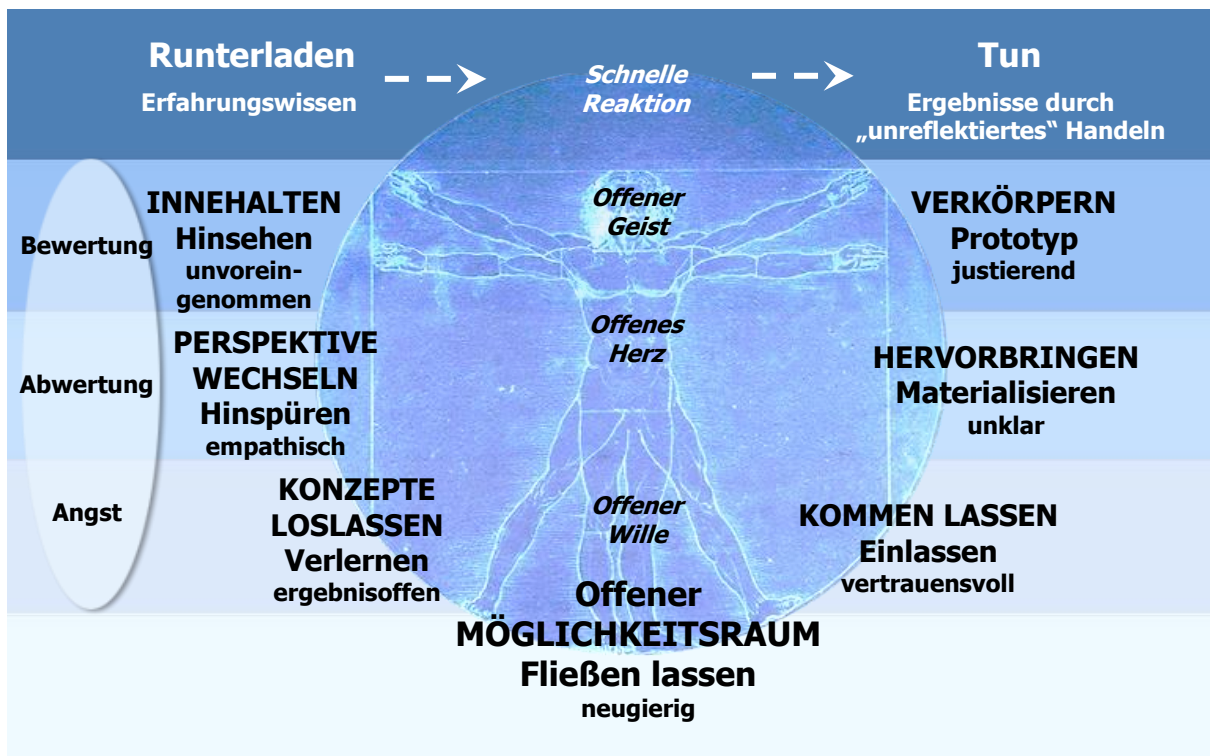 Runterladen
Erfahrungswissen
Schnelle
Reaktion
Tun
Ergebnisse durch
„unreflektiertes“ Handeln
Bewertung
INNEHALTEN
Hinsehen
unvorein-
genommen
Offener
Geist
VERKÖRPERN
Prototyp
justierend
Abwertung
PERSPEKTIVE
WECHSELN
Hinspüren
empathisch
Offenes
Herz
HERVORBRINGEN
Materialisieren
unklar
Angst
KONZEPTE
LOSLASSEN
Verlernen
ergebnisoffen
Offener
Wille
KOMMEN LASSEN
Einlassen
vertrauensvoll
Offener
MÖGLICHKEITSRAUM
Fließen lassen
neugierig